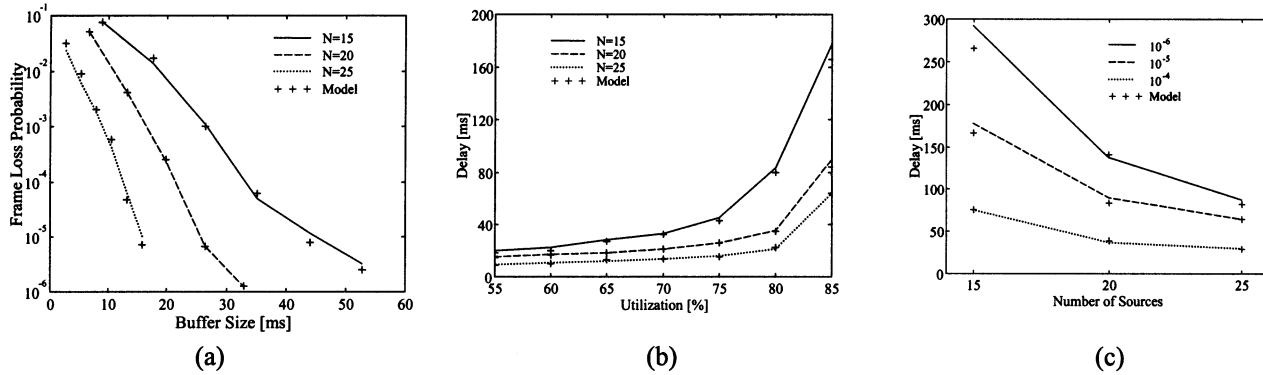 10^-1
10^-2
10^-3
10^-4
10^-5
10^-6
Frame Loss Probability
0 10 20 30 40 50 60
Buffer Size [ms]
N=15
N=20
N=25
Model
(a)
200
160
120
80
40
0
Delay [ms]
55 60 65 70 75 80 85
Utilization [%]
N=15
N=20
N=25
Model
(b)
300
250
200
150
100
50
0
Delay [ms]
15 20 25
Number of Sources
10^-6
10^-5
10^-4
Model
(c)